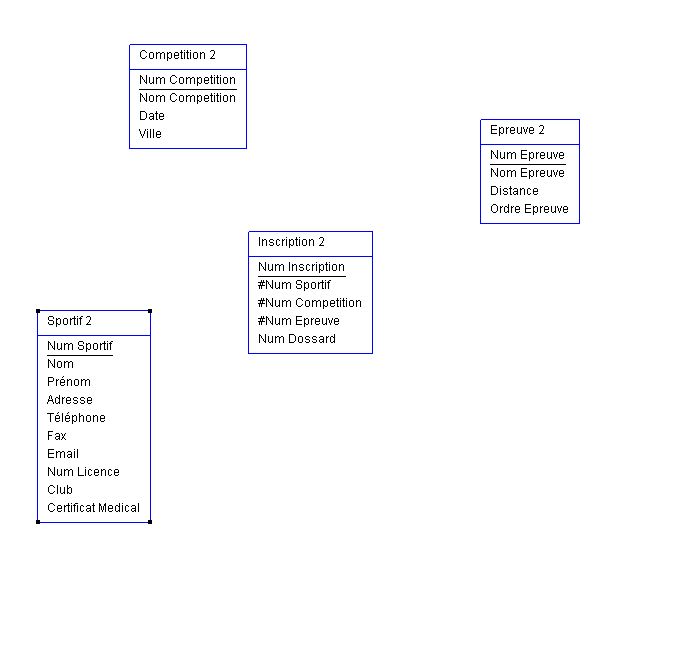 Competition 2
Num Competition
Nom Competition
Date
Ville
Epreuve 2
Num Epreuve
Nom Epreuve
Distance
Ordre Epreuve
Inscription 2
Num Inscription
#Num Sportif
#Num Competition
#Num Epreuve
Num Dossard
Sportif 2
Num Sportif
Nom
Prénom
Adresse
Téléphone
Fax
Email
Num Licence
Club
Certificat Medical